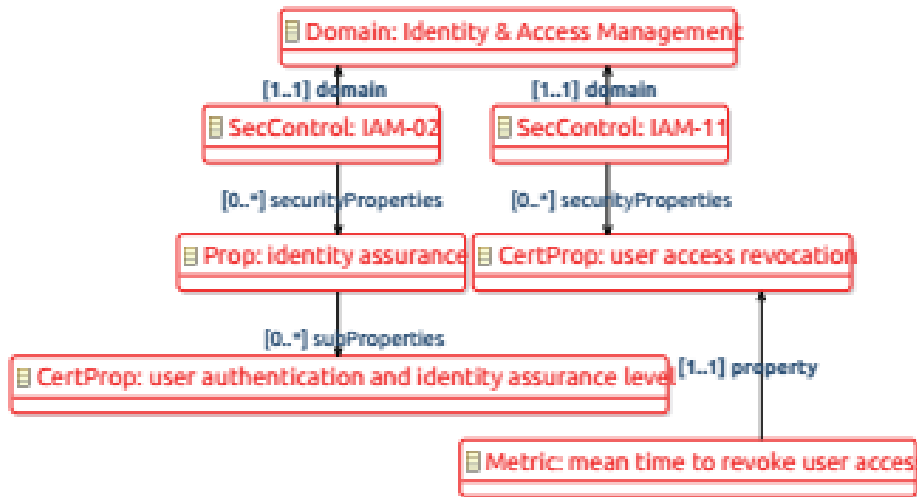 Domain: Identity & Access Management
[1..1] domain [1..1] domain
SecControl: IAM-02 SecControl: IAM-11
[0..*] securityProperties [0..*] securityProperties
Prop: identity assurance CertProp: user access revocation
[0..*] subProperties
CertProp: user authentication and identity assurance level
[1..1] property
Metric: mean time to revoke user acces